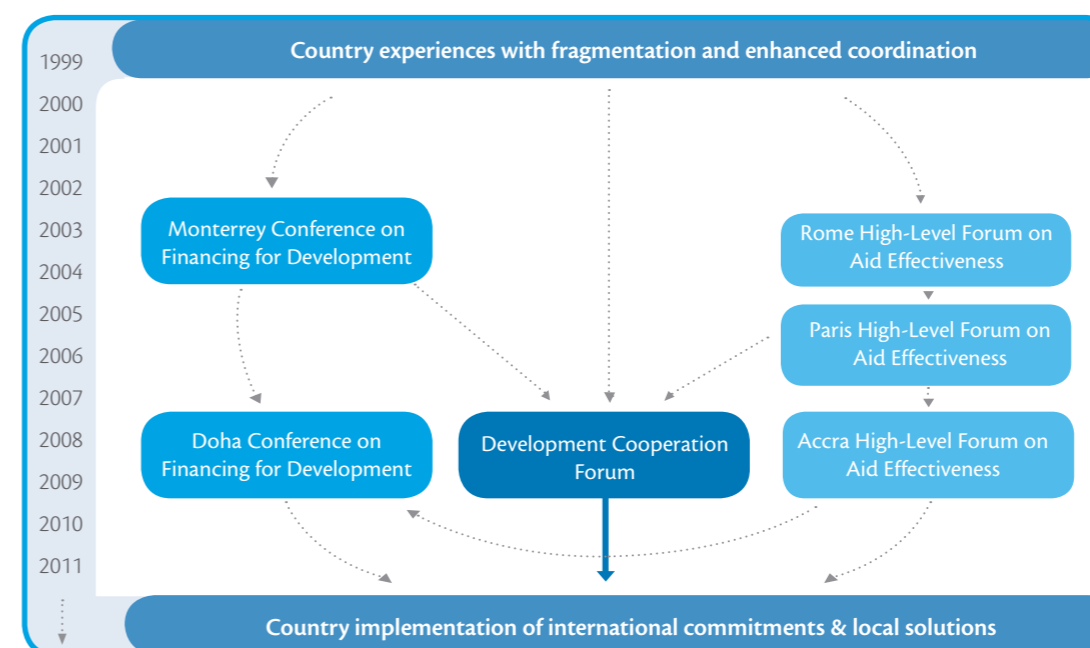 Country experiences with fragmentation and enhanced coordination
1999
2000
2001
2002
2003
2004
2005
2006
2007
2008
2009
2010
2011
Monterrey Conference on
Financing for Development
Rome High-Level Forum on
Aid Effectiveness
Paris High-Level Forum on
Aid Effectiveness
Doha Conference on
Financing for Development
Development Cooperation
Forum
Accra High-Level Forum on
Aid Effectiveness
Country implementation of international commitments & local solutions